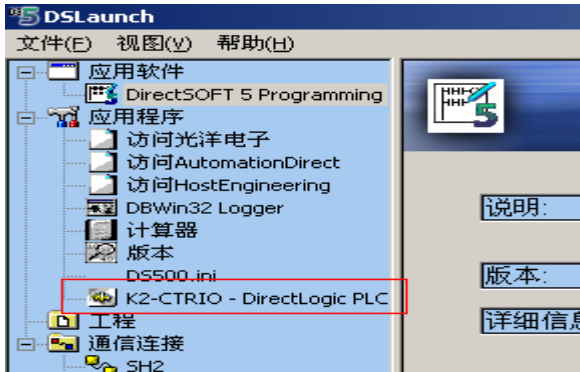 DSLaunch
文件(F) 视图(V) 帮助(H)
应用软件
DirectSOFT 5 Programming
应用程序
访问光洋电子
访问AutomationDirect
访问HostEngineering
DBWin32 Logger
计算器
版本
DS500.ini
K2-CTRIO - DirectLogic PLC
工程
通信连接
SH2
说明:
版本:
详细信息